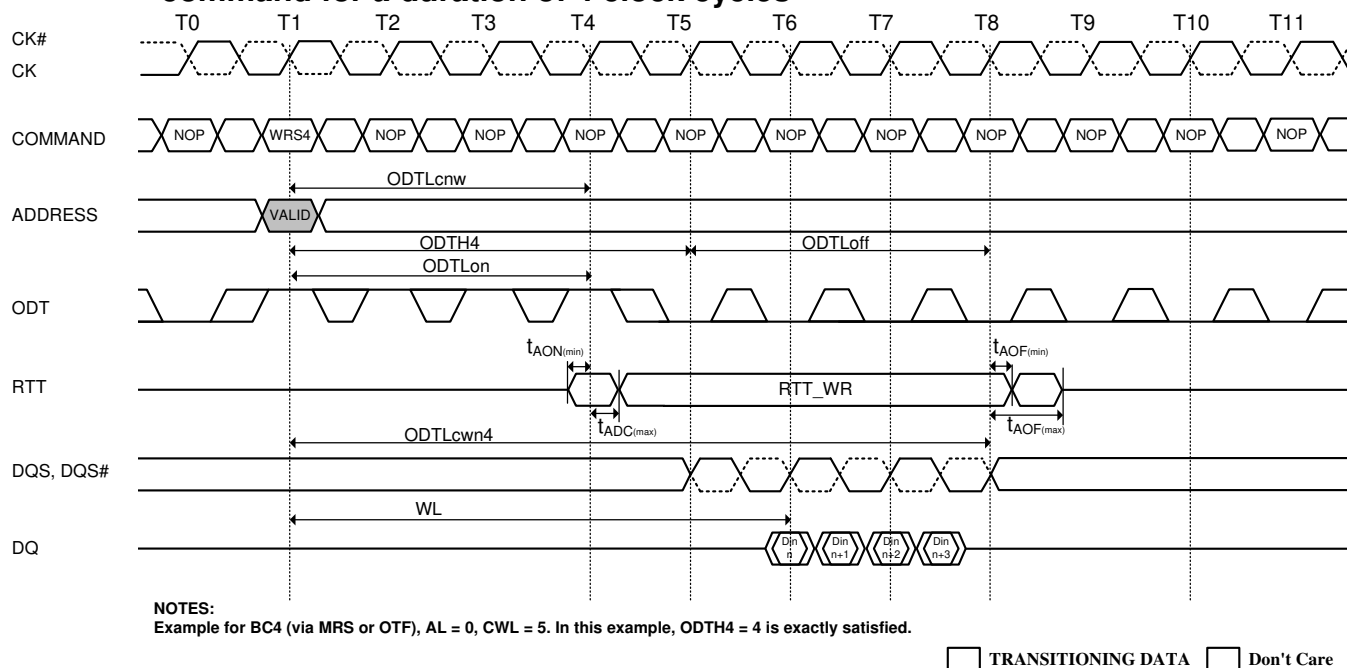 command for a duration of 4 clock cycles
T0 T1 T2 T3 T4 T5 T6 T7 T8 T9 T10 T11
CK#
CK
COMMAND NOP WRS4 NOP NOP NOP NOP NOP NOP NOP NOP NOP NOP
ODTLcnw
ADDRESS VALID
ODTH4 ODTLoff
ODTLon
ODT
tAON(min) tAOF(min)
RTT RTT_WR
tADC(max) tAOF(max)
ODTLcwn4
DQS, DQS#
WL
DQ Din n Din n+1 Din n+2 Din n+3
NOTES:
Example for BC4 (via MRS or OTF), AL = 0, CWL = 5. In this example, ODTH4 = 4 is exactly satisfied.
TRANSITIONING DATA Don't Care